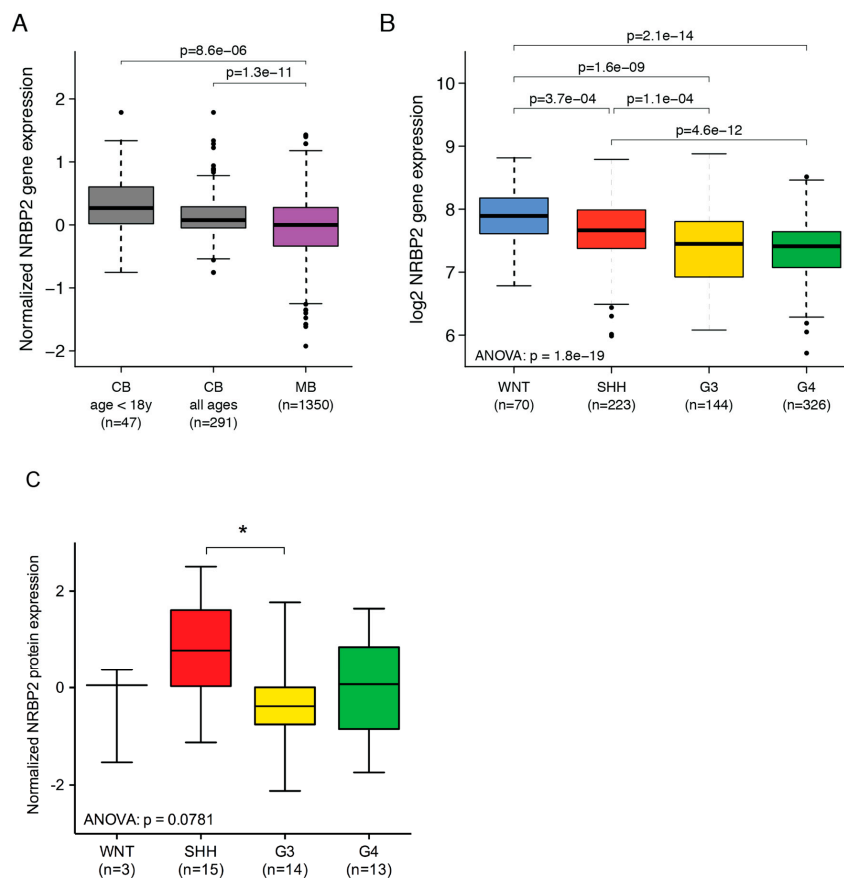 A
Normalized NRBP2 gene expression
2
1
0
−1
−2
p=8.6e−06
p=1.3e−11
CB
age < 18y
(n=47)
CB
all ages
(n=291)
MB
(n=1350)
B
log2 NRBP2 gene expression
10
9
8
7
6
p=2.1e−14
p=1.6e−09
p=3.7e−04
p=1.1e−04
p=4.6e−12
ANOVA: p = 1.8e−19
WNT
(n=70)
SHH
(n=223)
G3
(n=144)
G4
(n=326)
C
Normalized NRBP2 protein expression
2
0
-2
*
ANOVA: p = 0.0781
WNT
(n=3)
SHH
(n=15)
G3
(n=14)
G4
(n=13)